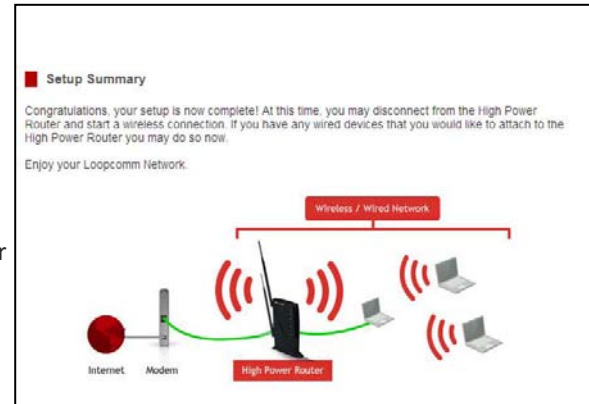 Setup Summary
Congratulations, your setup is now complete! At this time, you may disconnect from the High Power
Router and start a wireless connection. If you have any wired devices that you would like to attach to the
High Power Router you may do so now.
Enjoy your Loopcomm Network.
Wireless / Wired Network
r
Internet
Modem
High Power Router